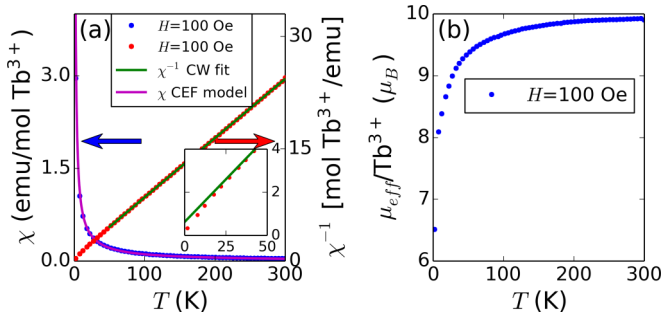 (a)
H=100 Oe
H=100 Oe
χ⁻¹ CW fit
χ CEF model
χ (emu/mol Tb³⁺)
3.0
1.5
0.0
0
100
200
300
T (K)
30
15
0
χ⁻¹ [mol Tb³⁺/emu)
4
2
0
0
25
50
(b)
H=100 Oe
μ_eff/Tb³⁺ (μ_B)
10
9
8
7
6
0
100
200
300
T (K)